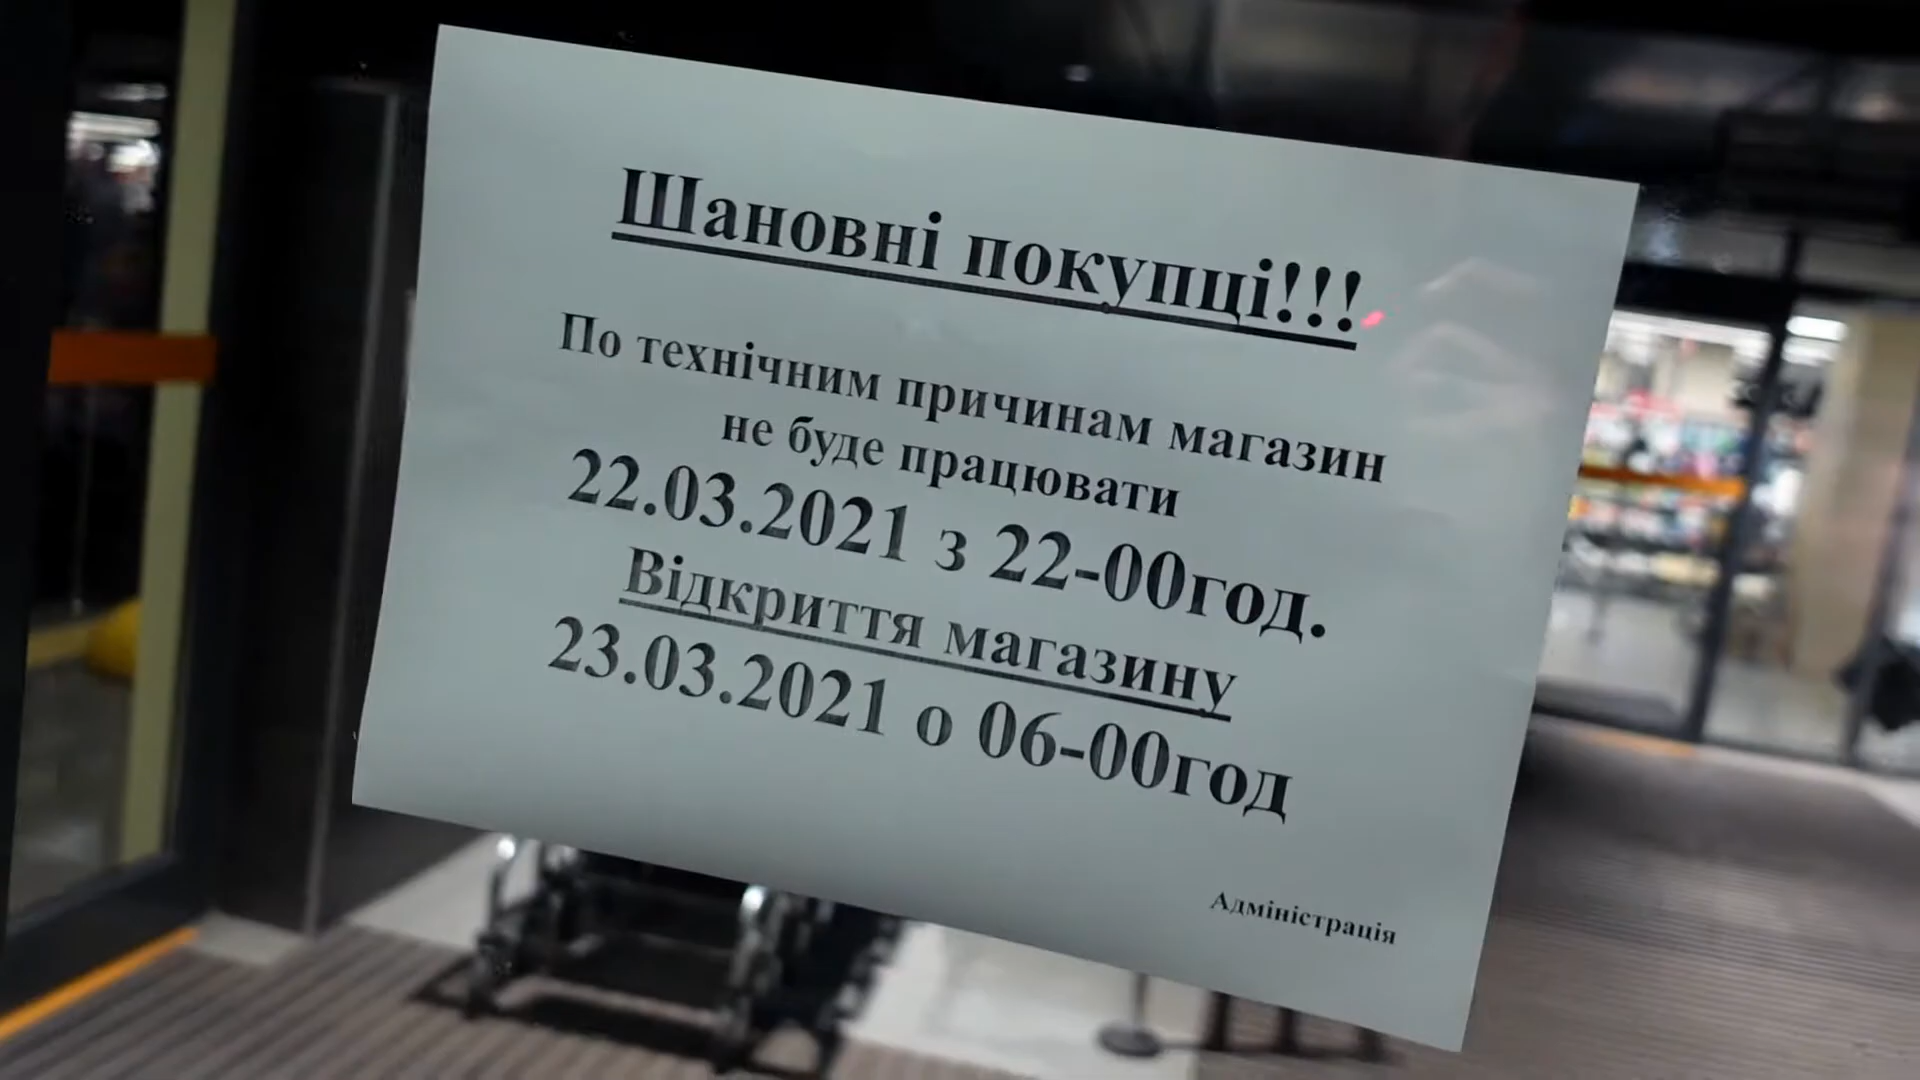 Шановні покупці!!!
По технічним причинам магазин
не буде працювати
22.03.2021 з 22-00год.
Відкриття магазину
23.03.2021 о 06-00год
Адміністрація